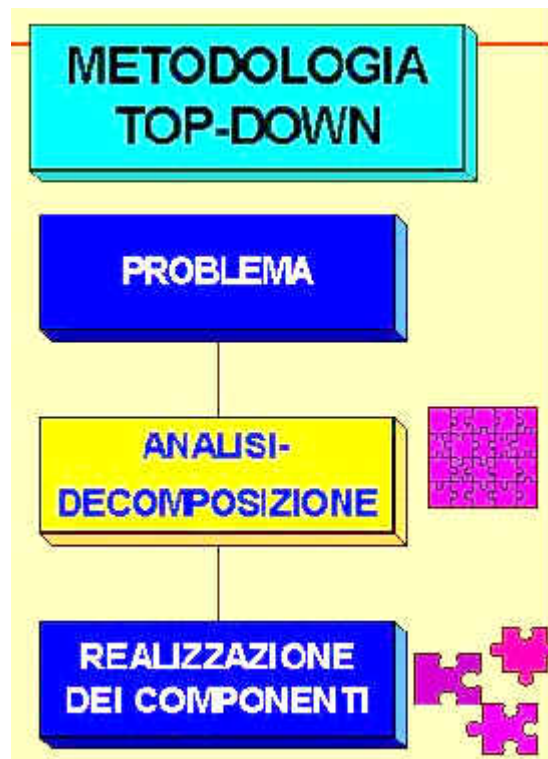 METODOLOGIA
TOP-DOWN
PROBLEMA
ANALISI-
DECOMPOSIZIONE
REALIZZAZIONE
DEI COMPONENTI